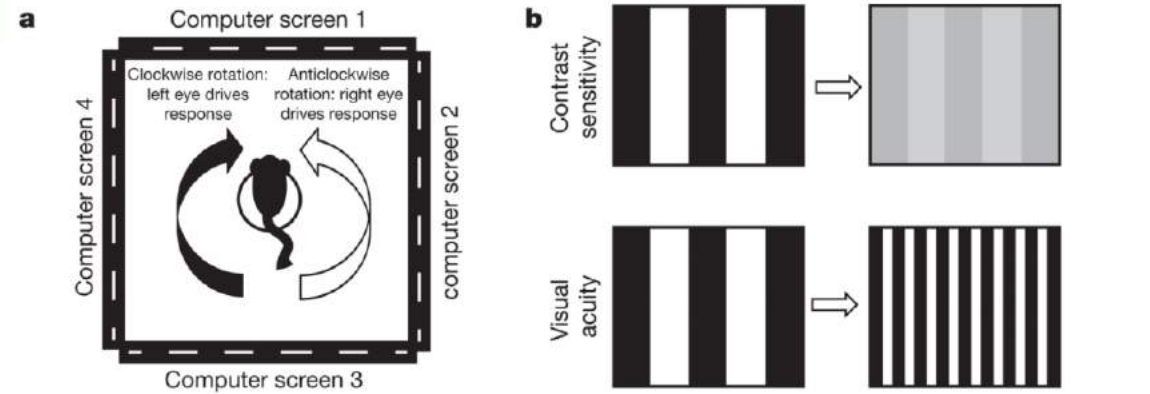 a
Computer screen 1
Clockwise rotation:
left eye drives
response
Anticlockwise
rotation: right eye
drives response
Computer screen 4
computer screen 2
Computer screen 3
b
Contrast
sensitivity
Visual
acuity